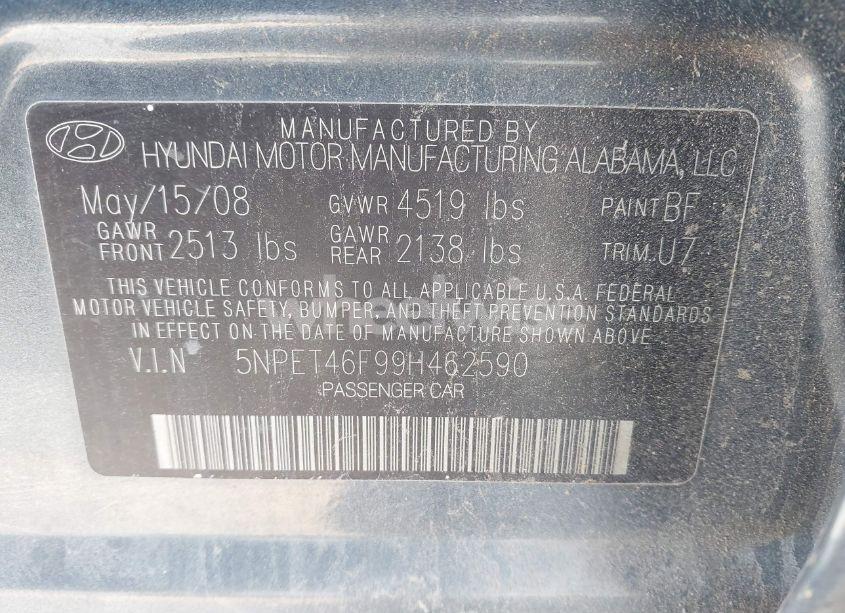 MANUFACTURED BY
HYUNDAI MOTOR MANUFACTURING ALABAMA, LLC
May/15/08 GVWR 4519 lbs PAINT BF
GAWR FRONT 2513 lbs GAWR REAR 2138 lbs TRIM. U7
THIS VEHICLE CONFORMS TO ALL APPLICABLE U.S.A. FEDERAL
MOTOR VEHICLE SAFETY, BUMPER, AND THEFT PREVENTION STANDARDS
IN EFFECT ON THE DATE OF MANUFACTURE SHOWN ABOVE.
V.I.N 5NPET46F99H462590
PASSENGER CAR